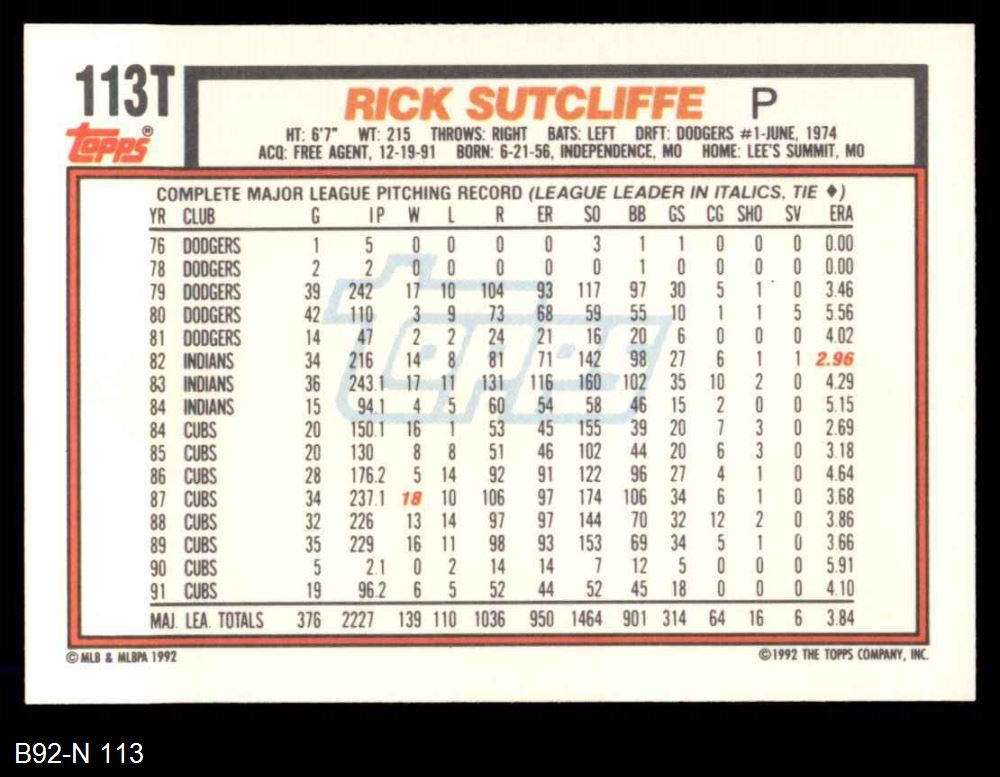 113T
RICK SUTCLIFFE P
topps®
HT: 6'7" WT: 215 THROWS: RIGHT BATS: LEFT DRFT: DODGERS #1-JUNE, 1974
ACQ: FREE AGENT, 12-19-91 BORN: 6-21-56, INDEPENDENCE, MO HOME: LEE'S SUMMIT, MO
COMPLETE MAJOR LEAGUE PITCHING RECORD (LEAGUE LEADER IN ITALICS, TIE ♦)
YR CLUB G IP W L R ER SO BB GS CG SHO SV ERA
76 DODGERS 1 5 0 0 0 0 3 1 1 0 0 0 0.00
78 DODGERS 2 2 0 0 0 0 0 1 0 0 0 0 0.00
79 DODGERS 39 242 17 10 104 93 117 97 30 5 1 0 3.46
80 DODGERS 42 110 3 9 73 68 59 55 10 1 1 5 5.56
81 DODGERS 14 47 2 2 24 21 16 20 6 0 0 0 4.02
82 INDIANS 34 216 14 8 81 71 142 98 27 6 1 1 2.96
83 INDIANS 36 243.1 17 11 131 116 160 102 35 10 2 0 4.29
84 INDIANS 15 94.1 4 5 60 54 58 46 15 2 0 0 5.15
84 CUBS 20 150.1 16 1 53 45 155 39 20 7 3 0 2.69
85 CUBS 20 130 8 8 51 46 102 44 20 6 3 0 3.18
86 CUBS 28 176.2 5 14 92 91 122 96 27 4 1 0 4.64
87 CUBS 34 237.1 18 10 106 97 174 106 34 6 1 0 3.68
88 CUBS 32 226 13 14 97 97 144 70 32 12 2 0 3.86
89 CUBS 35 229 16 11 98 93 153 69 34 5 1 0 3.66
90 CUBS 5 2.1 0 2 14 14 7 12 5 0 0 0 5.91
91 CUBS 19 96.2 6 5 52 44 52 45 18 0 0 0 4.10
MAJ. LEA. TOTALS 376 2227 139 110 1036 950 1464 901 314 64 16 6 3.84
topps
© MLB & MLBPA 1992
©1992 THE TOPPS COMPANY, INC.
B92-N 113